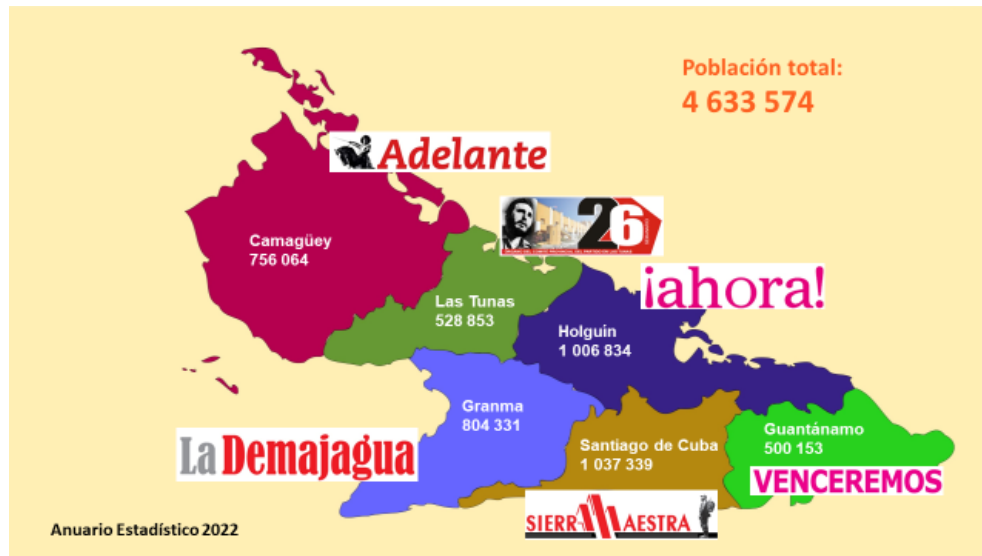 Población total:
4 633 574
Adelante
26
Camagüey
756 064
¡ahora!
Las Tunas
528 853
Holguin
1 006 834
Granma
804 331
Guantánamo
500 153
Santiago de Cuba
1 037 339
La Demajagua
VENCEREMOS
SIERRA MAESTRA
Anuario Estadístico 2022